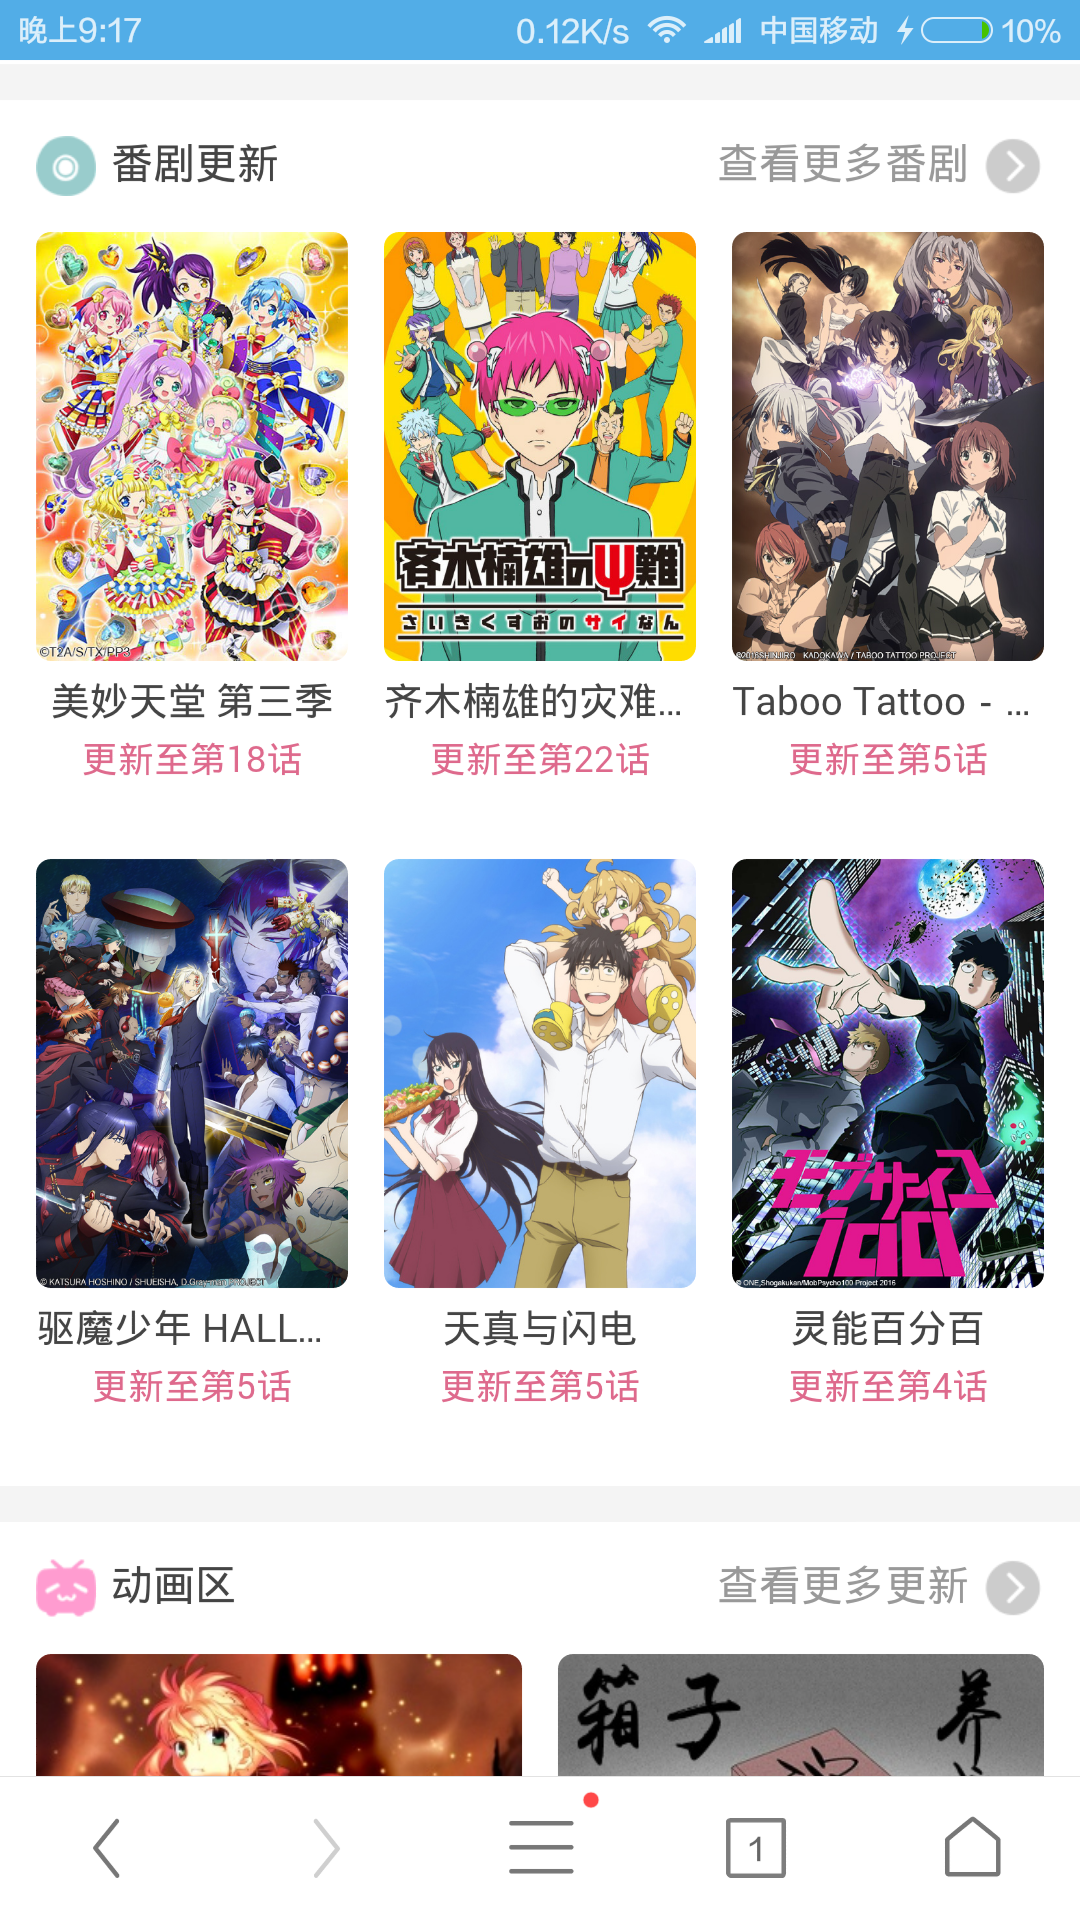 晚上9:17 0.12K/s 中国移动 10%
番剧更新 查看更多番剧
©T2A/S/TX/PP3
斉木楠雄のΨ難
さいきくすおのサイなん
©2016SHINJIRO KADOKAWA / TABOO TATTOO PROJECT
美妙天堂 第三季 齐木楠雄的灾难... Taboo Tattoo - ...
更新至第18话 更新至第22话 更新至第5话
© KATSURA HOSHINO / SHUEISHA, D.Gray-man PROJECT
モブサイコ
100
© ONE,Shogakukan/MobPsycho100 Project 2016
驱魔少年 HALL... 天真与闪电 灵能百分百
更新至第5话 更新至第5话 更新至第4话
动画区 查看更多更新
箱子 养
1